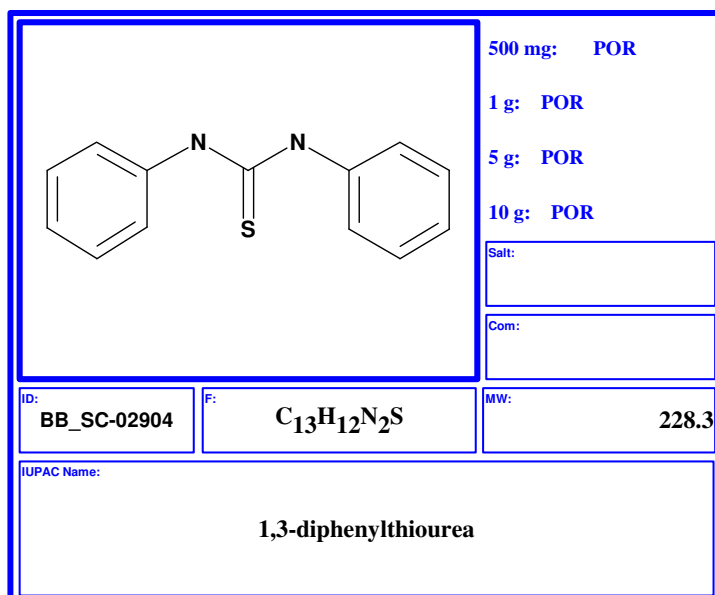 500 mg: POR
1 g: POR
5 g: POR
10 g: POR
N N
S
Salt:
Com:
ID:
BB_SC-02904
F:
C13H12N2S
MW:
228.3
IUPAC Name:
1,3-diphenylthiourea